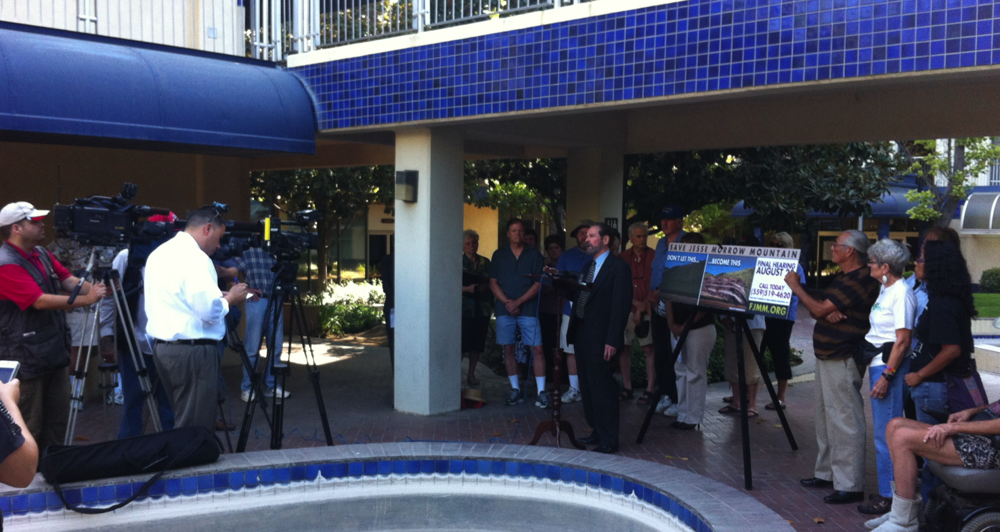 SAVE JESSE MORROW MOUNTAIN
DON'T LET THIS...
...BECOME THIS
FINAL HEARING
AUGUST
CALL TODAY
(559)519-4620
FJMM.ORG